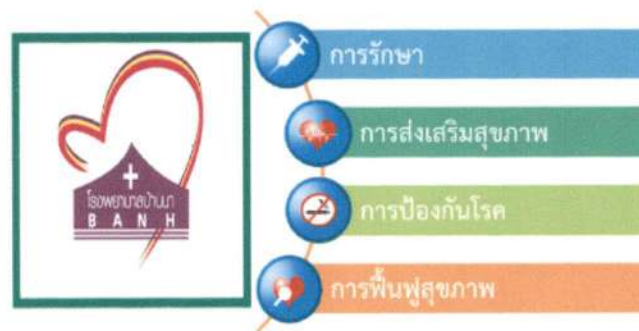 โรงพยาบาลบ้านนา
BANH
การรักษา
การส่งเสริมสุขภาพ
การป้องกันโรค
การฟื้นฟูสุขภาพ